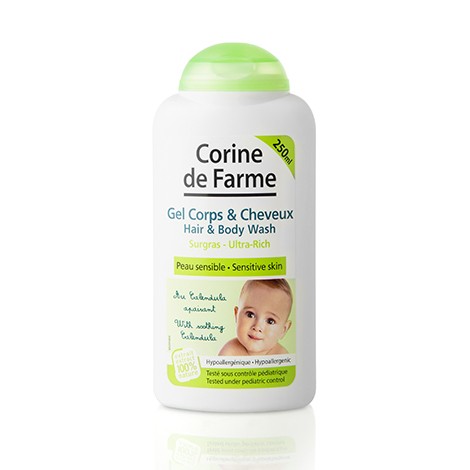 250ml
Corine
de Farme
Gel Corps & Cheveux
Hair & Body Wash
Surgras - Ultra-Rich
Peau sensible • Sensitive skin
Au Calendula
apaisant
With soothing
Calendula
100%
Hypoallergénique • Hypoallergenic
Testé sous contrôle pédiatrique
Tested under pediatric control